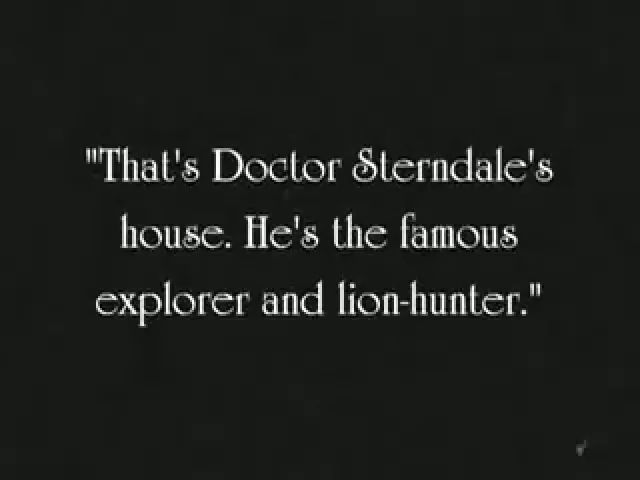 "That's Doctor Sterndale's
house. He's the famous
explorer and lion-hunter."